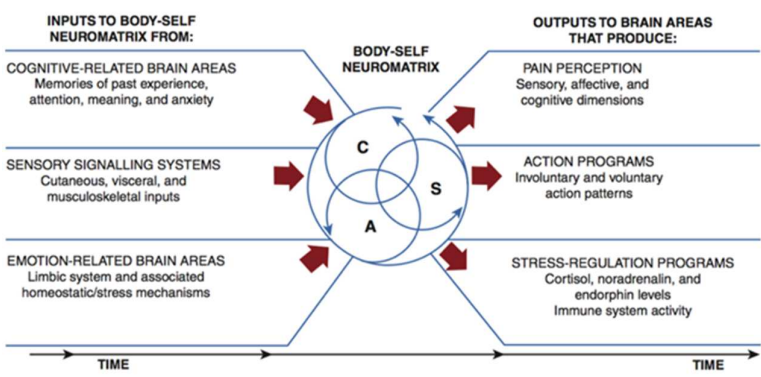 INPUTS TO BODY-SELF
NEUROMATRIX FROM:
COGNITIVE-RELATED BRAIN AREAS
Memories of past experience,
attention, meaning, and anxiety
SENSORY SIGNALLING SYSTEMS
Cutaneous, visceral, and
musculoskeletal inputs
EMOTION-RELATED BRAIN AREAS
Limbic system and associated
homeostatic/stress mechanisms
BODY-SELF
NEUROMATRIX
C
S
A
OUTPUTS TO BRAIN AREAS
THAT PRODUCE:
PAIN PERCEPTION
Sensory, affective, and
cognitive dimensions
ACTION PROGRAMS
Involuntary and voluntary
action patterns
STRESS-REGULATION PROGRAMS
Cortisol, noradrenalin, and
endorphin levels
Immune system activity
TIME
TIME